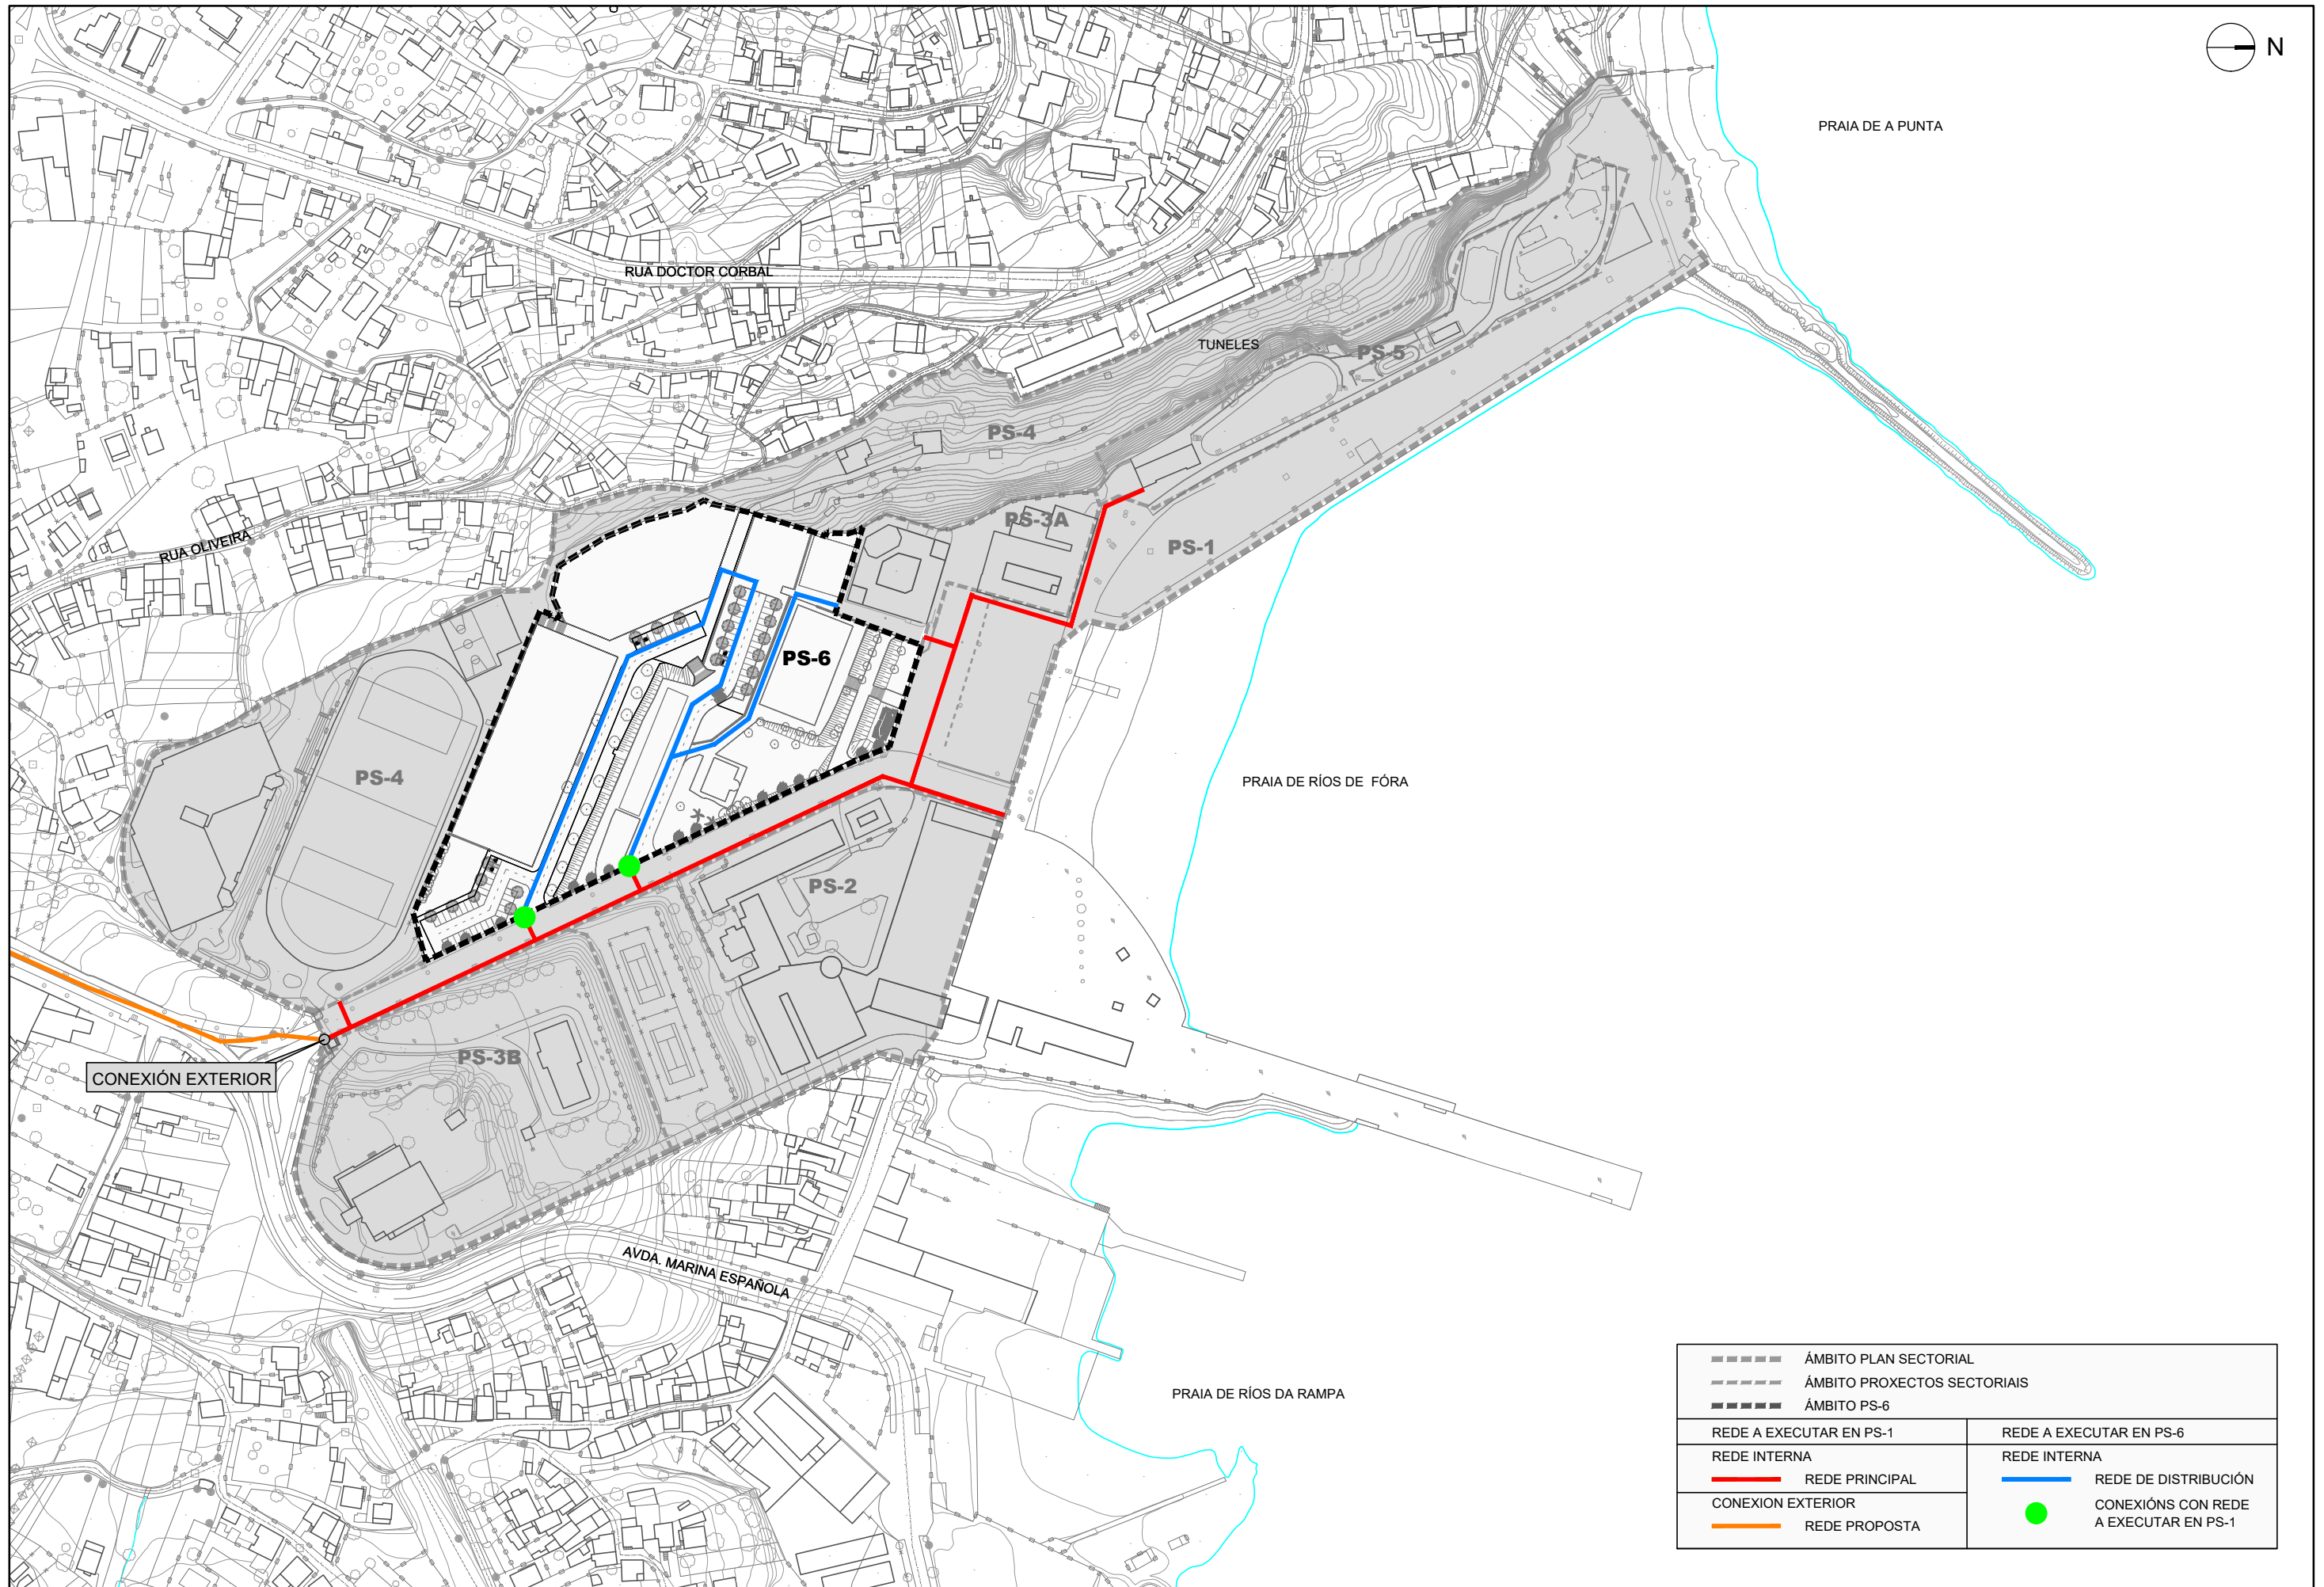 N
PRAIA DE A PUNTA
RUA DOCTOR CORBAL
45.61
TUNELES
PS-5
PS-4
PS-3A
PS-1
RUA OLIVEIRA
PS-6
PS-4
PRAIA DE RÍOS DE FÓRA
PS-2
PS-3B
CONEXIÓN EXTERIOR
AVDA. MARINA ESPAÑOLA
PRAIA DE RÍOS DA RAMPA
ÁMBITO PLAN SECTORIAL
ÁMBITO PROXECTOS SECTORIAIS
ÁMBITO PS-6
REDE A EXECUTAR EN PS-1
REDE INTERNA
REDE PRINCIPAL
CONEXION EXTERIOR
REDE PROPOSTA
REDE A EXECUTAR EN PS-6
REDE INTERNA
REDE DE DISTRIBUCIÓN
CONEXIÓNS CON REDE
A EXECUTAR EN PS-1